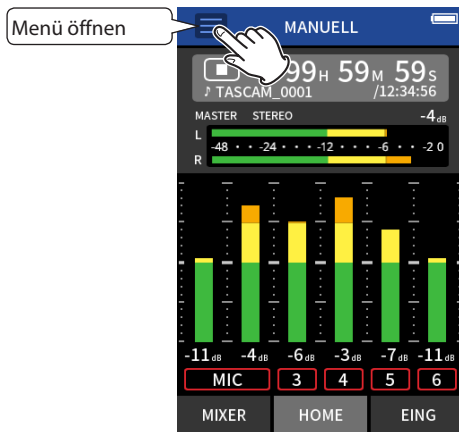 Menü öffnen
MANUELL
99H 59M 59s
♪ TASCAM_0001 /12:34:56
MASTER STEREO -4dB
L
-48 • • -24 • • • -12 • • • -6 • • -2 0
R
-11dB -4dB -6dB -3dB -7dB -11dB
MIC 3 4 5 6
MIXER HOME EING